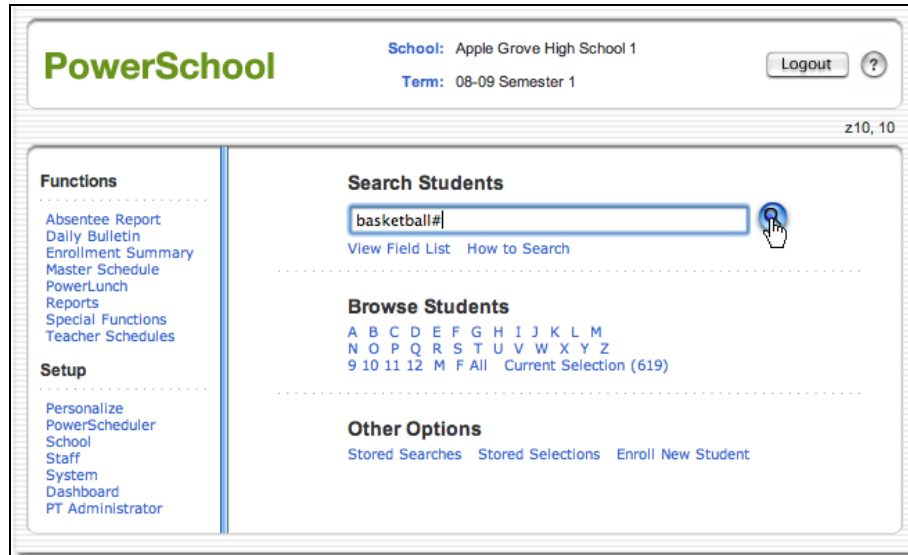 PowerSchool
School: Apple Grove High School 1
Term: 08-09 Semester 1
Logout ?
z10, 10
Functions
Absentee Report
Daily Bulletin
Enrollment Summary
Master Schedule
PowerLunch
Reports
Special Functions
Teacher Schedules
Setup
Personalize
PowerScheduler
School
Staff
System
Dashboard
PT Administrator
Search Students
basketball#
View Field List How to Search
Browse Students
A B C D E F G H I J K L M
N O P Q R S T U V W X Y Z
9 10 11 12 M F All Current Selection (619)
Other Options
Stored Searches Stored Selections Enroll New Student